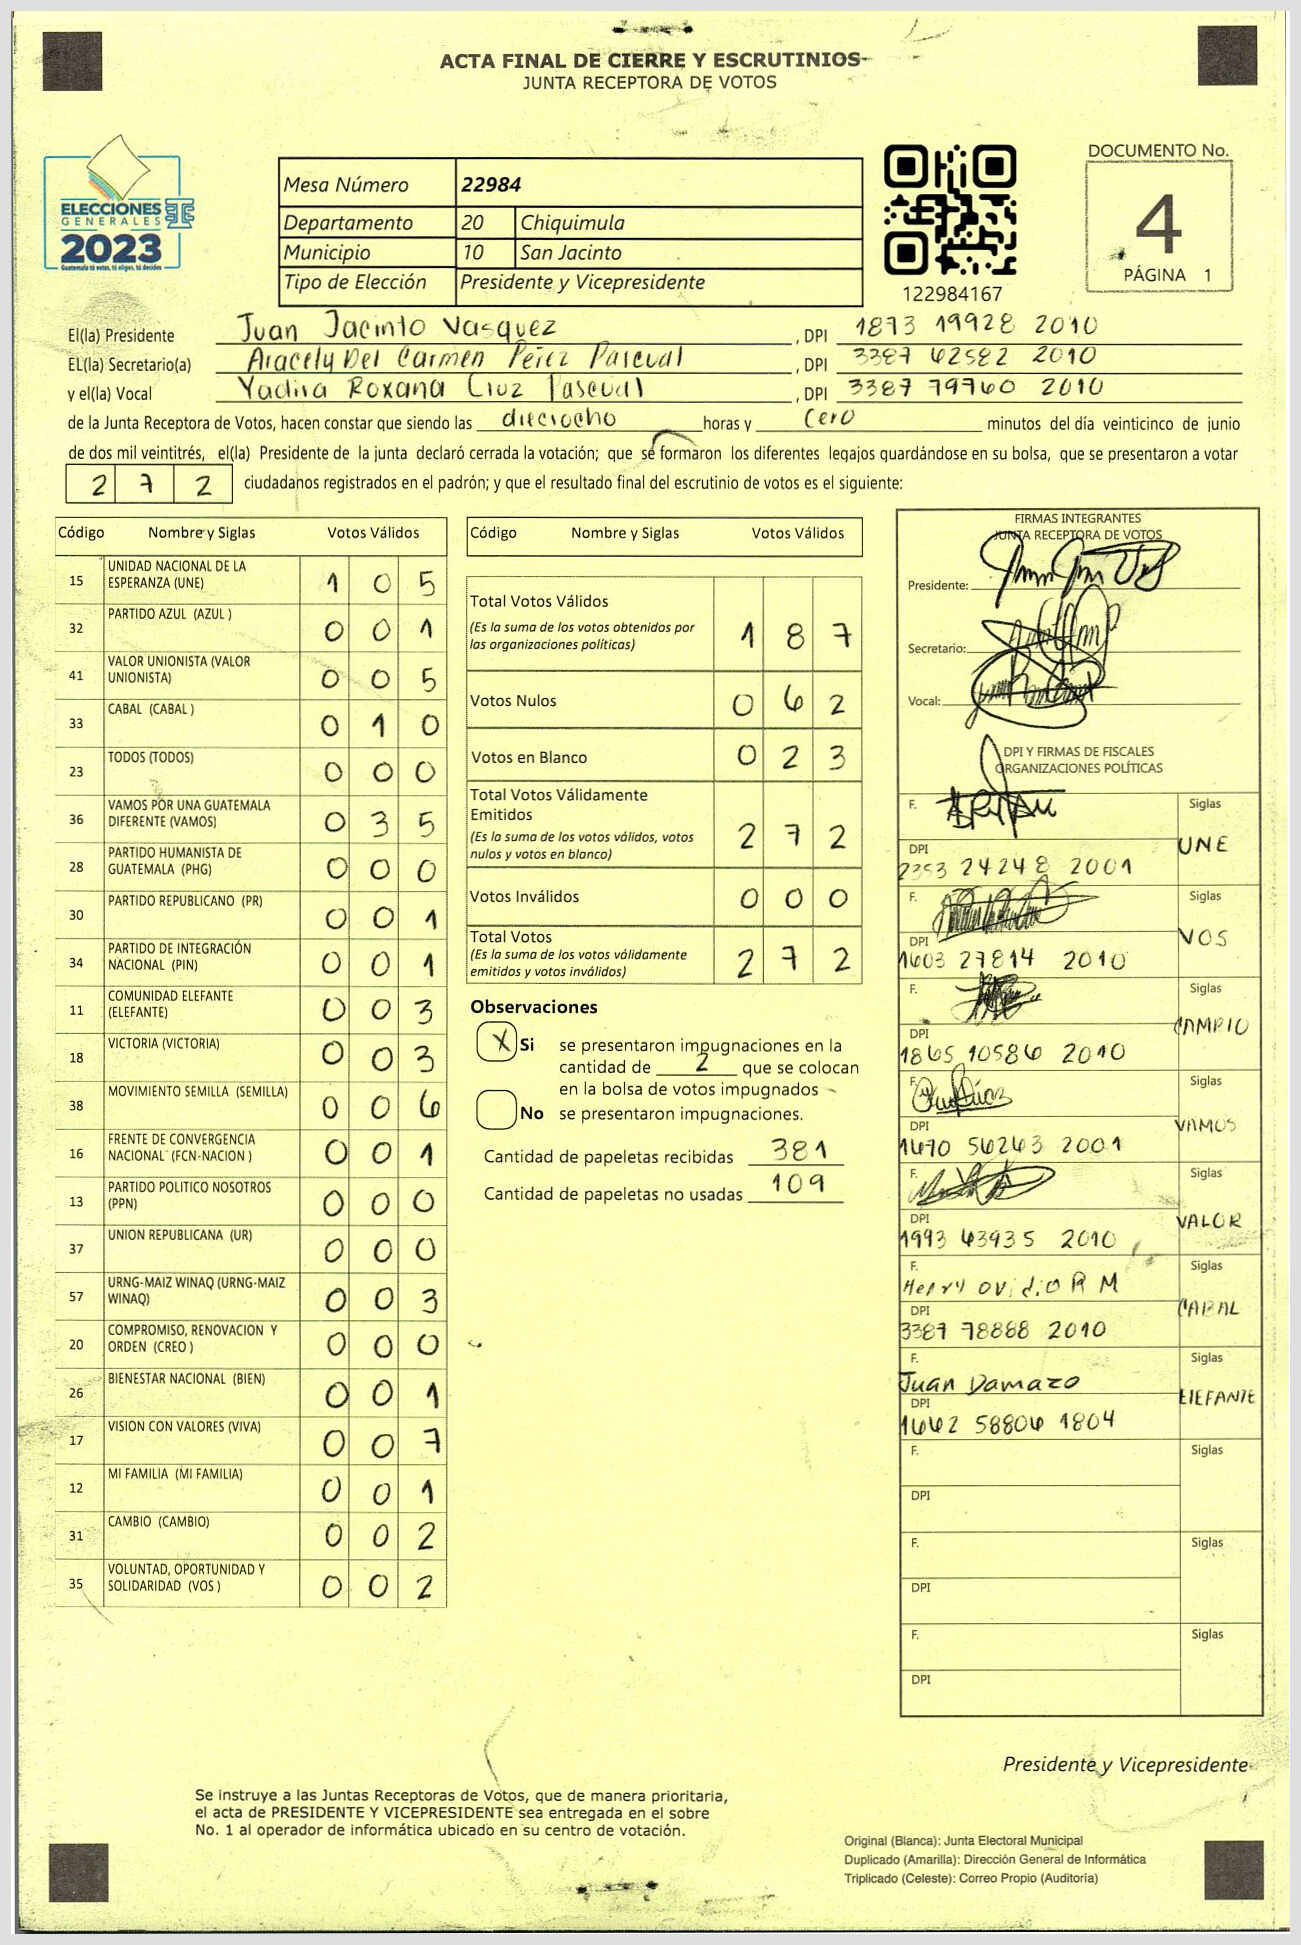 ACTA FINAL DE CIERRE Y ESCRUTINIOS
JUNTA RECEPTORA DE VOTOS
ELECCIONES
GENERALES
2023
Guatemala tú votas, tú eliges, tú decides
Mesa Número 22984
Departamento 20 Chiquimula
Municipio 10 San Jacinto
Tipo de Elección Presidente y Vicepresidente
122984167
DOCUMENTO No.
4
PÁGINA 1
El(la) Presidente Juan Jacinto Vasquez, DPI 1873 19928 2010
EL(la) Secretario(a) Aracely Del Carmen Pérez Pascual, DPI 3387 62582 2010
y el(la) Vocal Yadira Roxana Cruz Pascual, DPI 3387 79760 2010
de la Junta Receptora de Votos, hacen constar que siendo las dieciocho horas y cero minutos del día veinticinco de junio
de dos mil veintitrés, el(la) Presidente de la junta declaró cerrada la votación; que se formaron los diferentes legajos guardándose en su bolsa, que se presentaron a votar
272 ciudadanos registrados en el padrón; y que el resultado final del escrutinio de votos es el siguiente:
Código Nombre y Siglas Votos Válidos
15 UNIDAD NACIONAL DE LA ESPERANZA (UNE) 1 0 5
32 PARTIDO AZUL (AZUL ) 0 0 1
41 VALOR UNIONISTA (VALOR UNIONISTA) 0 0 5
33 CABAL (CABAL ) 0 1 0
23 TODOS (TODOS) 0 0 0
36 VAMOS POR UNA GUATEMALA DIFERENTE (VAMOS) 0 3 5
28 PARTIDO HUMANISTA DE GUATEMALA (PHG) 0 0 0
30 PARTIDO REPUBLICANO (PR) 0 0 1
34 PARTIDO DE INTEGRACIÓN NACIONAL (PIN) 0 0 1
11 COMUNIDAD ELEFANTE (ELEFANTE) 0 0 3
18 VICTORIA (VICTORIA) 0 0 3
38 MOVIMIENTO SEMILLA (SEMILLA) 0 0 6
16 FRENTE DE CONVERGENCIA NACIONAL (FCN-NACION ) 0 0 1
13 PARTIDO POLITICO NOSOTROS (PPN) 0 0 0
37 UNION REPUBLICANA (UR) 0 0 0
57 URNG-MAIZ WINAQ (URNG-MAIZ WINAQ) 0 0 3
20 COMPROMISO, RENOVACION Y ORDEN (CREO ) 0 0 0
26 BIENESTAR NACIONAL (BIEN) 0 0 1
17 VISION CON VALORES (VIVA) 0 0 7
12 MI FAMILIA (MI FAMILIA) 0 0 1
31 CAMBIO (CAMBIO) 0 0 2
35 VOLUNTAD, OPORTUNIDAD Y SOLIDARIDAD (VOS ) 0 0 2
Código Nombre y Siglas Votos Válidos
Total Votos Válidos 1 8 7
(Es la suma de los votos obtenidos por
las organizaciones políticas)
Votos Nulos 0 6 2
Votos en Blanco 0 2 3
Total Votos Válidamente
Emitidos 2 7 2
(Es la suma de los votos válidos, votos
nulos y votos en blanco)
Votos Inválidos 0 0 0
Total Votos 2 7 2
(Es la suma de los votos válidamente
emitidos y votos inválidos)
Observaciones
X Si se presentaron impugnaciones en la
cantidad de 2 que se colocan
en la bolsa de votos impugnados
No se presentaron impugnaciones.
Cantidad de papeletas recibidas 381
Cantidad de papeletas no usadas 109
FIRMAS INTEGRANTES
JUNTA RECEPTORA DE VOTOS
Presidente:
Secretario:
Vocal:
DPI Y FIRMAS DE FISCALES
ORGANIZACIONES POLÍTICAS
F. Siglas
UNE
DPI
2353 24248 2001
F. Siglas
VOS
DPI
1603 27814 2010
F. Siglas
CAMBIO
DPI
1865 10586 2010
F. Siglas
VAMOS
DPI
1670 56263 2001
F. Siglas
VALOR
DPI
1993 63935 2010
F. Siglas
Henry Ovidio R M
CABAL
DPI
3387 78888 2010
F. Siglas
Juan Damazo
ElEFANTE
DPI
1662 58806 1804
F. Siglas
DPI
F. Siglas
DPI
F. Siglas
DPI
Presidente y Vicepresidente
Se instruye a las Juntas Receptoras de Votos, que de manera prioritaria,
el acta de PRESIDENTE Y VICEPRESIDENTE sea entregada en el sobre
No. 1 al operador de informática ubicado en su centro de votación.
Original (Blanca): Junta Electoral Municipal
Duplicado (Amarilla): Dirección General de Informática
Triplicado (Celeste): Correo Propio (Auditoria)